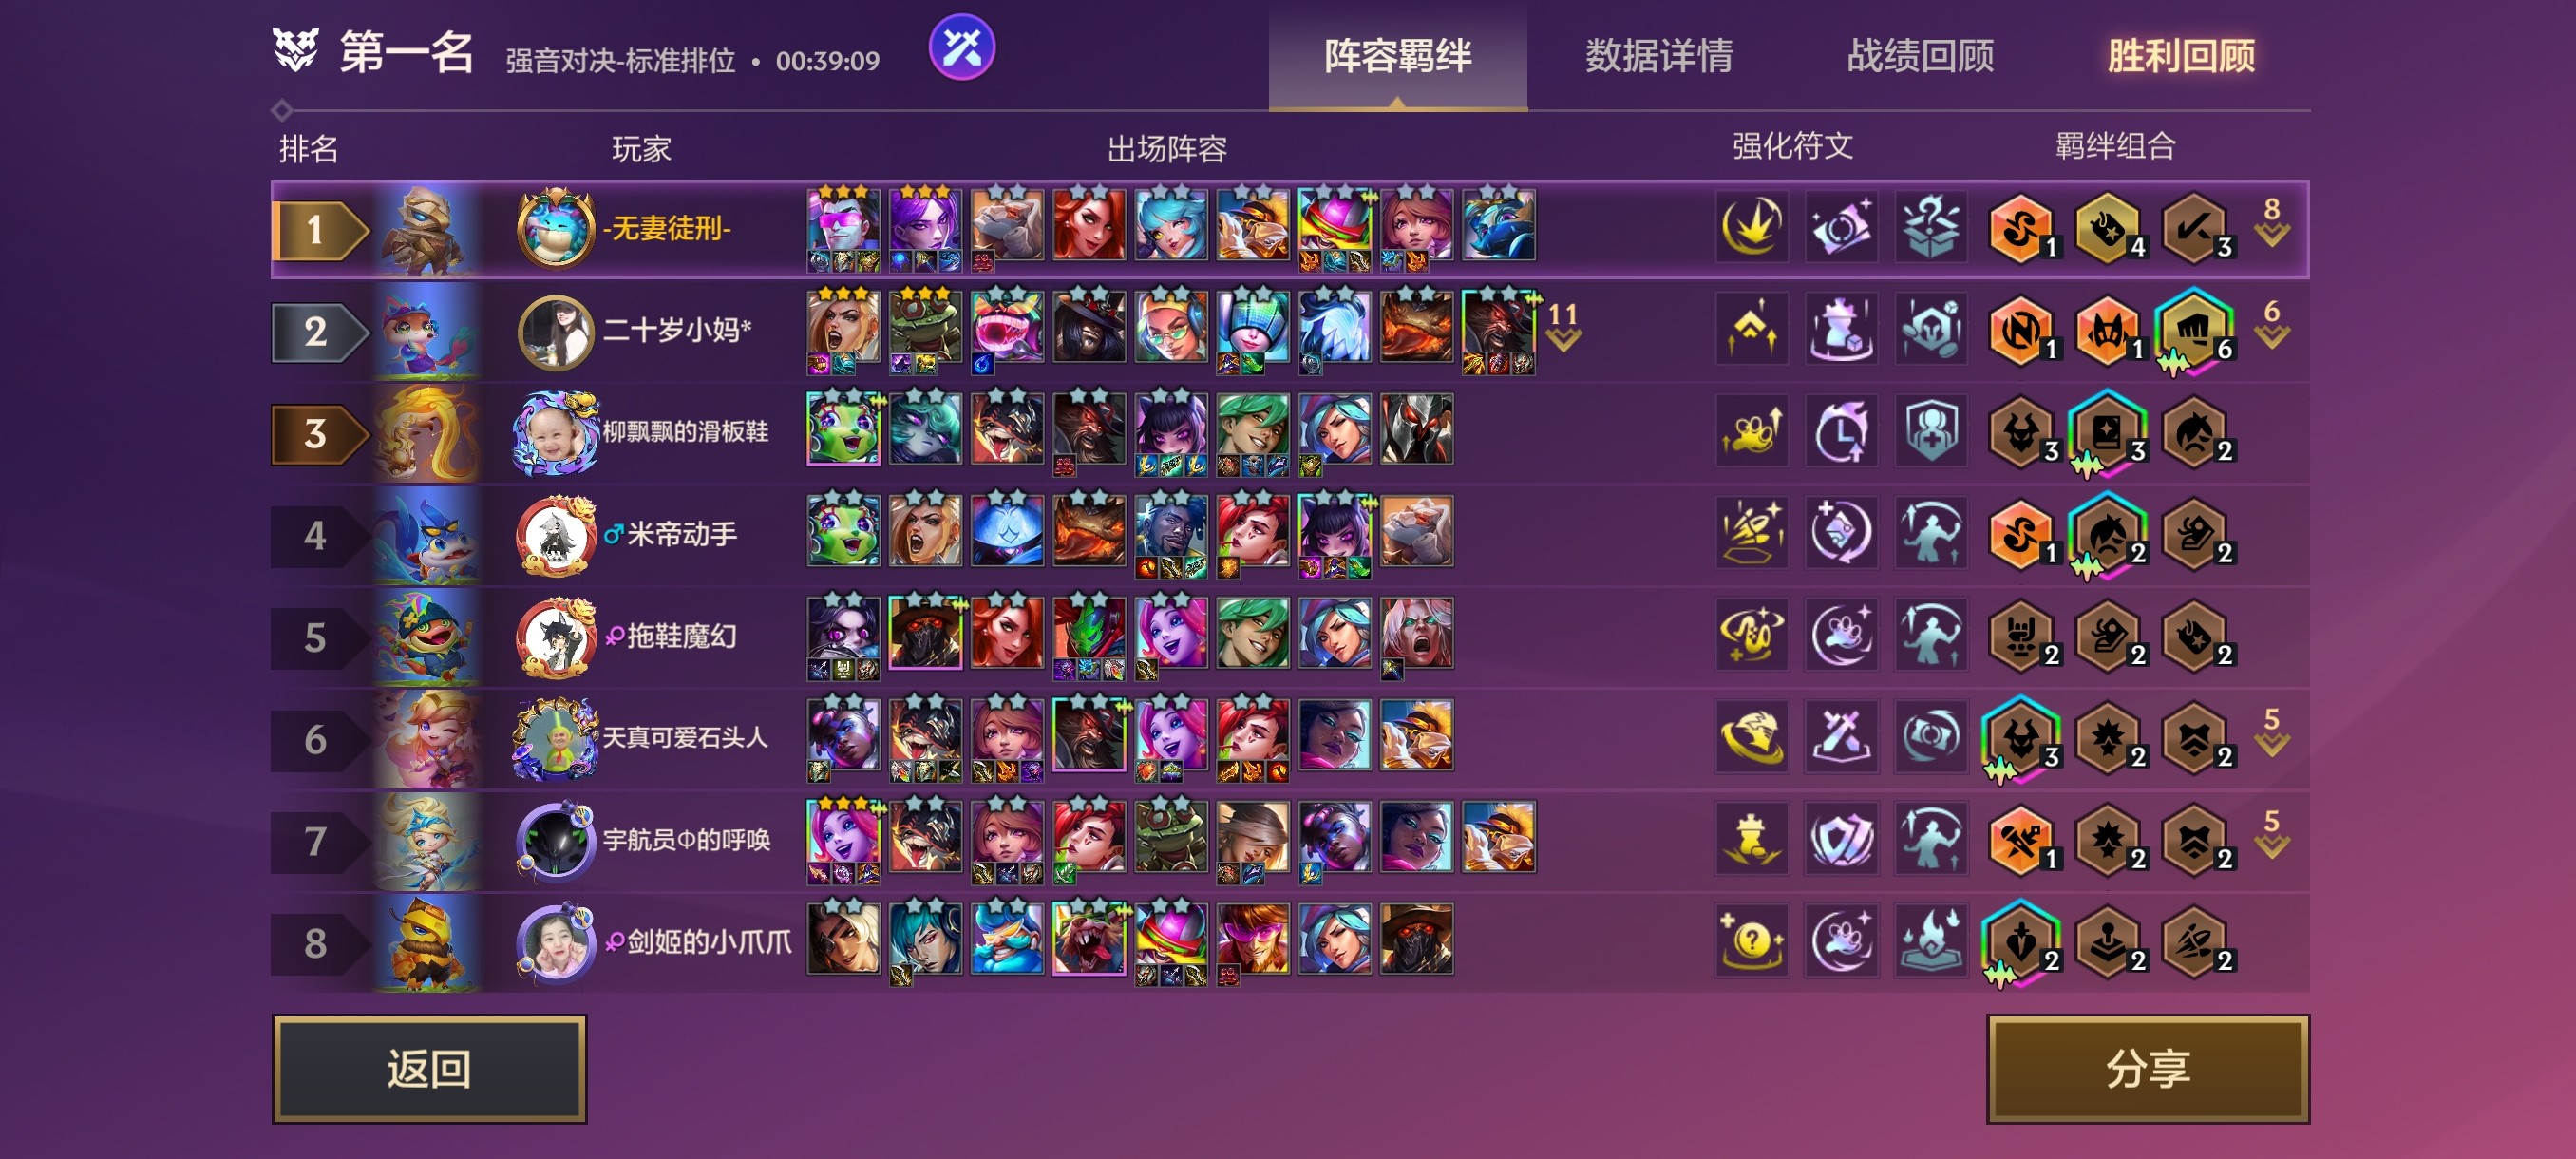 第一名 强音对决-标准排位 • 00:39:09
阵容羁绊 数据详情 战绩回顾 胜利回顾
排名 玩家 出场阵容 强化符文 羁绊组合
1 -无妻徒刑- 1 4 3 8
2 二十岁小妈* 11 1 1 6 6
3 柳飘飘的滑板鞋 3 3 2
4 ♂米帝动手 1 2 2
5 ♀拖鞋魔幻 2 2 2
6 天真可爱石头人 3 2 2 5
7 宇航员Φ的呼唤 1 2 2 5
8 ♀剑姬的小爪爪 2 2 2
返回 分享